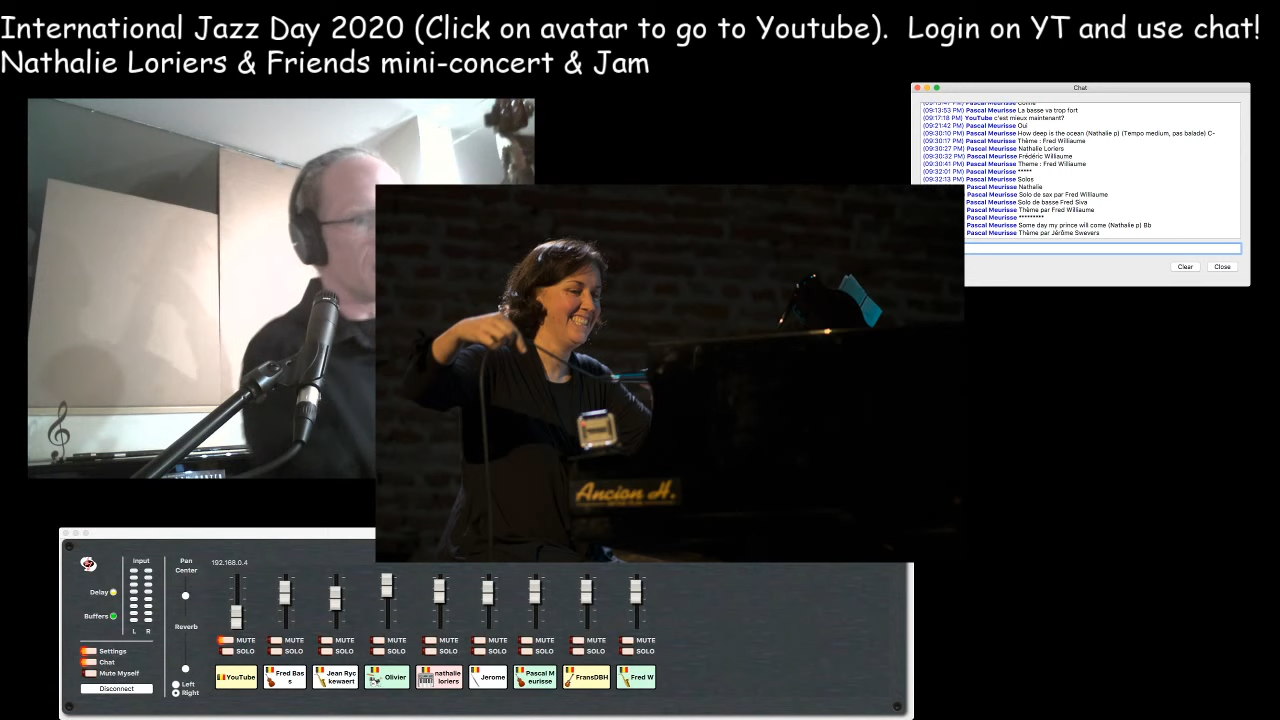 International Jazz Day 2020 (Click on avatar to go to Youtube).  Login on YT and use chat!
Nathalie Loriers & Friends mini-concert & Jam
Chat
(09:13:53 PM) Pascal Meurisse La basse va trop fort
(09:17:18 PM) YouTube c'est mieux maintenant?
(09:21:42 PM) Pascal Meurisse Oui
(09:30:10 PM) Pascal Meurisse How deep is the ocean (Nathalie p) (Tempo medium, pas balade) C-
(09:30:17 PM) Pascal Meurisse Thème : Fred Williaume
(09:30:27 PM) Pascal Meurisse Nathalie Loriers
(09:30:32 PM) Pascal Meurisse Frédéric Williaume
(09:30:41 PM) Pascal Meurisse Theme : Fred Williaume
(09:32:01 PM) Pascal Meurisse *****
(09:32:13 PM) Pascal Meurisse Solos
Pascal Meurisse Nathalie
Pascal Meurisse Solo de sax par Fred Williaume
Pascal Meurisse Solo de basse Fred Siva
Pascal Meurisse Thème par Fred Williaume
Pascal Meurisse *********
Pascal Meurisse Some day my prince will come (Nathalie p) Bb
Pascal Meurisse Thème par Jérôme Swevers
Clear Close
Ancion H.
Input Pan Center 192.168.0.4
Delay
Buffers
L R
Reverb
MUTE MUTE MUTE MUTE MUTE MUTE MUTE MUTE MUTE
SOLO SOLO SOLO SOLO SOLO SOLO SOLO SOLO SOLO
Settings
Chat
Mute Myself
Disconnect
Left
Right
YouTube
Fred Bas
s
Jean Ryc
kewaert
Olivier
nathalie
loriers
Jerome
Pascal M
eurisse
FransDBH
Fred W